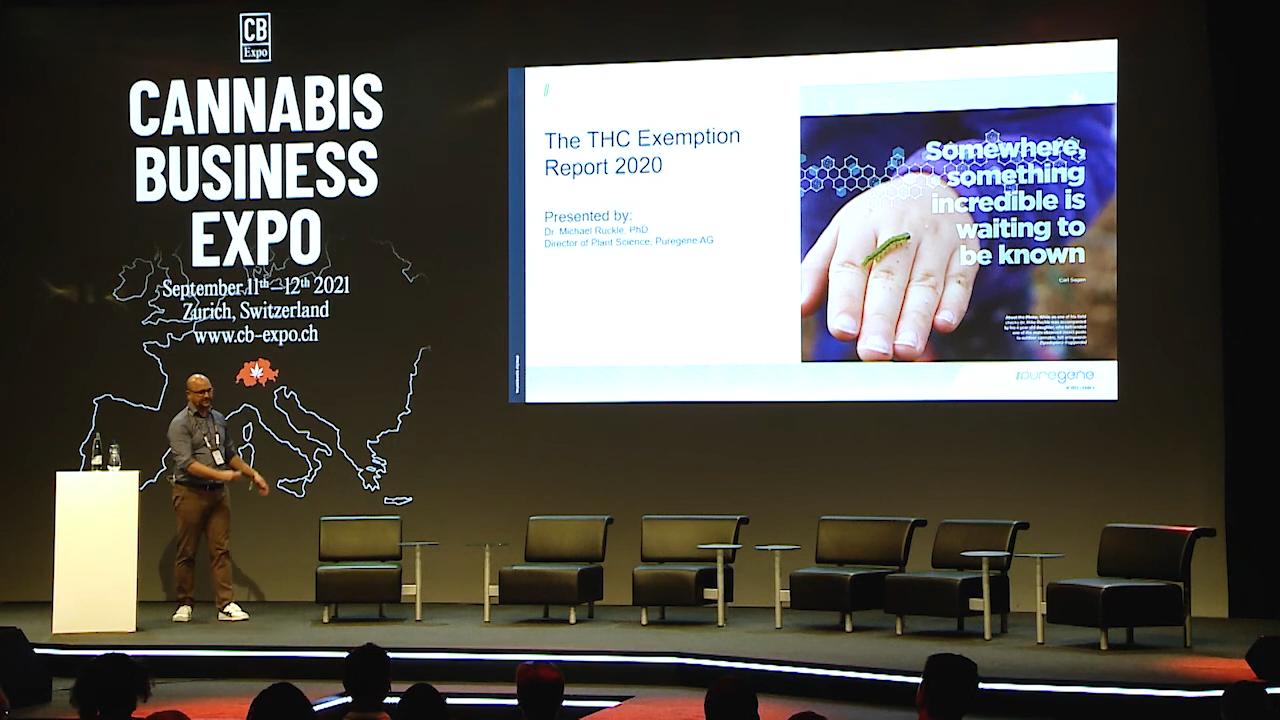 CB
Expo
CANNABIS
BUSINESS
EXPO
September 11th–12th 2021
Zürich, Switzerland
www.cb-expo.ch
//
The THC Exemption
Report 2020
Presented by:
Dr. Michael Ruckle, PhD
Director of Plant Science, Puregene AG
Somewhere,
something
incredible is
waiting to
be known
Carl Sagan
//puregene